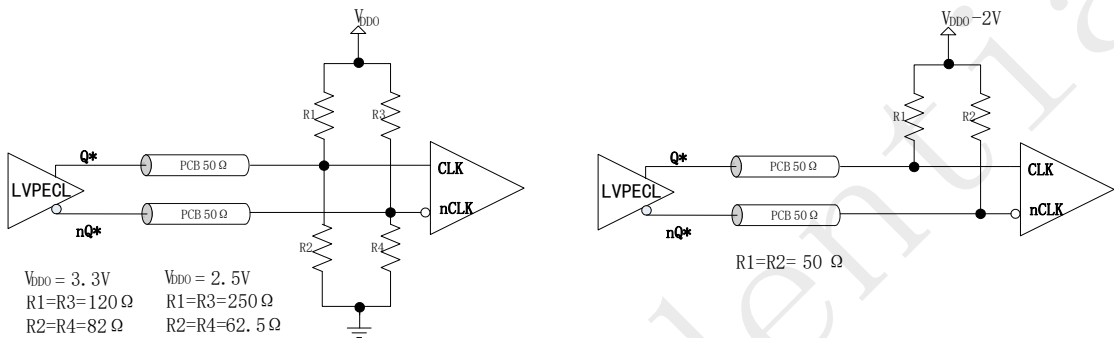 VDDO
R1
R3
Q*
PCB 50 Ω
CLK
LVPECL
PCB 50 Ω
nCLK
nQ*
R2
R4
VDDO = 3.3V
R1=R3=120 Ω
R2=R4=82 Ω
VDDO = 2.5V
R1=R3=250 Ω
R2=R4=62.5 Ω
VDDO-2V
R1
R2
Q*
PCB 50 Ω
CLK
LVPECL
PCB 50 Ω
nCLK
nQ*
R1=R2= 50 Ω
dentia